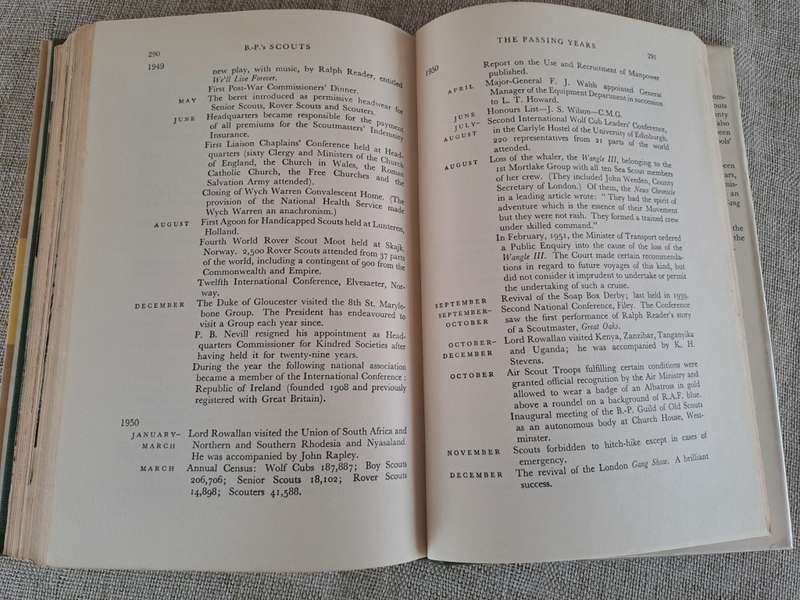 290
B.-P.'s SCOUTS
1949
new play, with music, by Ralph Reader, entitled
We'll Live Forever.
First Post-War Commissioners' Dinner.
MAY The beret introduced as permissive headwear for
Senior Scouts, Rover Scouts and Scouters.
JUNE Headquarters became responsible for the payment
of all premiums for the Scoutmasters' Indemnity
Insurance.
First Liaison Chaplains' Conference held at Head-
quarters (sixty Clergy and Ministers of the Church
of England, the Church in Wales, the Roman
Catholic Church, the Free Churches and the
Salvation Army attended).
Closing of Wych Warren Convalescent Home. (The
provision of the National Health Service made
Wych Warren an anachronism.)
AUGUST First Agoon for Handicapped Scouts held at Lunteren,
Holland.
Fourth World Rover Scout Moot held at Skajk,
Norway. 2,500 Rover Scouts attended from 37 parts
of the world, including a contingent of 900 from the
Commonwealth and Empire.
Twelfth International Conference, Elvesaeter, Nor-
way.
DECEMBER The Duke of Gloucester visited the 8th St. Maryle-
bone Group. The President has endeavoured to
visit a Group each year since.
P. B. Nevill resigned his appointment as Head-
quarters Commissioner for Kindred Societies after
having held it for twenty-nine years.
During the year the following national association
became a member of the International Conference :
Republic of Ireland (founded 1908 and previously
registered with Great Britain).
1950
JANUARY– Lord Rowallan visited the Union of South Africa and
MARCH Northern and Southern Rhodesia and Nyasaland.
He was accompanied by John Rapley.
MARCH Annual Census: Wolf Cubs 187,887; Boy Scouts
206,706; Senior Scouts 18,102; Rover Scouts
14,898; Scouters 41,588.
THE PASSING YEARS
291
1950
Report on the Use and Recruitment of Manpower
published.
APRIL Major-General F. J. Walsh appointed General
Manager of the Equipment Department in succession
to L. T. Howard.
JUNE Honours List—J. S. Wilson—C.M.G.
JULY– Second International Wolf Cub Leaders' Conference,
AUGUST in the Carlyle Hostel of the University of Edinburgh.
220 representatives from 21 parts of the world
attended.
AUGUST Loss of the whaler, the Wangle III, belonging to the
1st Mortlake Group with all ten Sea Scout members
of her crew. (They included John Werden, County
Secretary of London.) Of them, the News Chronicle
in a leading article wrote: " They had the spirit of
adventure which is the essence of their Movement
but they were not rash. They formed a trained crew
under skilled command."
In February, 1951, the Minister of Transport ordered
a Public Enquiry into the cause of the loss of the
Wangle III. The Court made certain recommenda-
tions in regard to future voyages of this kind, but
did not consider it imprudent to undertake or permit
the undertaking of such a cruise.
SEPTEMBER Revival of the Soap Box Derby; last held in 1939.
SEPTEMBER– Second National Conference, Filey. The Conference
OCTOBER saw the first performance of Ralph Reader's story
of a Scoutmaster, Great Oaks.
OCTOBER– Lord Rowallan visited Kenya, Zanzibar, Tanganyika
DECEMBER and Uganda; he was accompanied by K. H.
Stevens.
OCTOBER Air Scout Troops fulfilling certain conditions were
granted official recognition by the Air Ministry and
allowed to wear a badge of an Albatross in gold
above a roundel on a background of R.A.F. blue.
Inaugural meeting of the B.-P. Guild of Old Scouts
as an autonomous body at Church House, West-
minster.
NOVEMBER Scouts forbidden to hitch-hike except in cases of
emergency.
DECEMBER The revival of the London Gang Show. A brilliant
success.